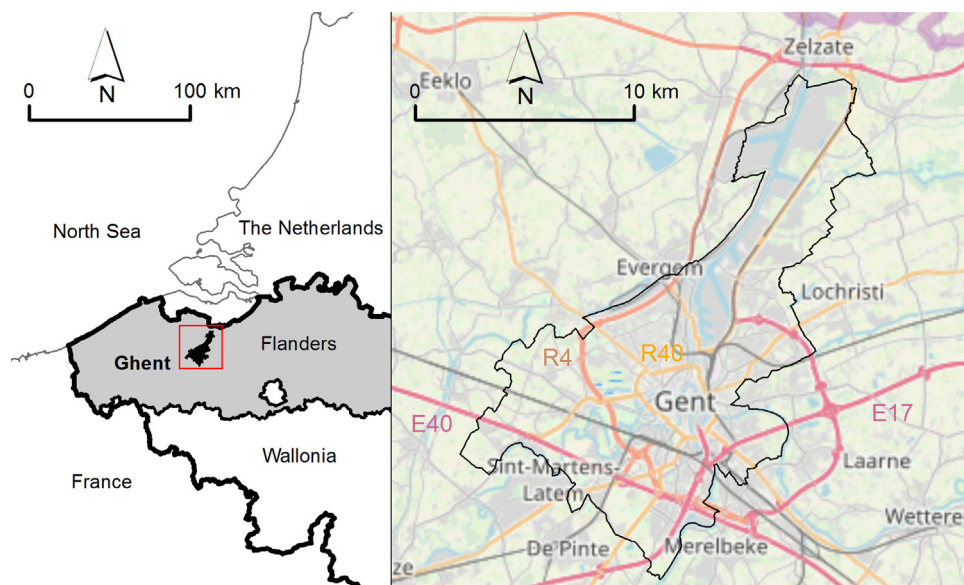 0
100 km
N
North Sea
The Netherlands
Ghent
Flanders
Wallonia
France
Zelzate
Eeklo
0
10 km
N
Evergem
Lochristi
R4
R40
Gent
E40
E17
Sint-Martens-
Latem
Laarne
Wettere
De Pinte
Merelbeke
ze